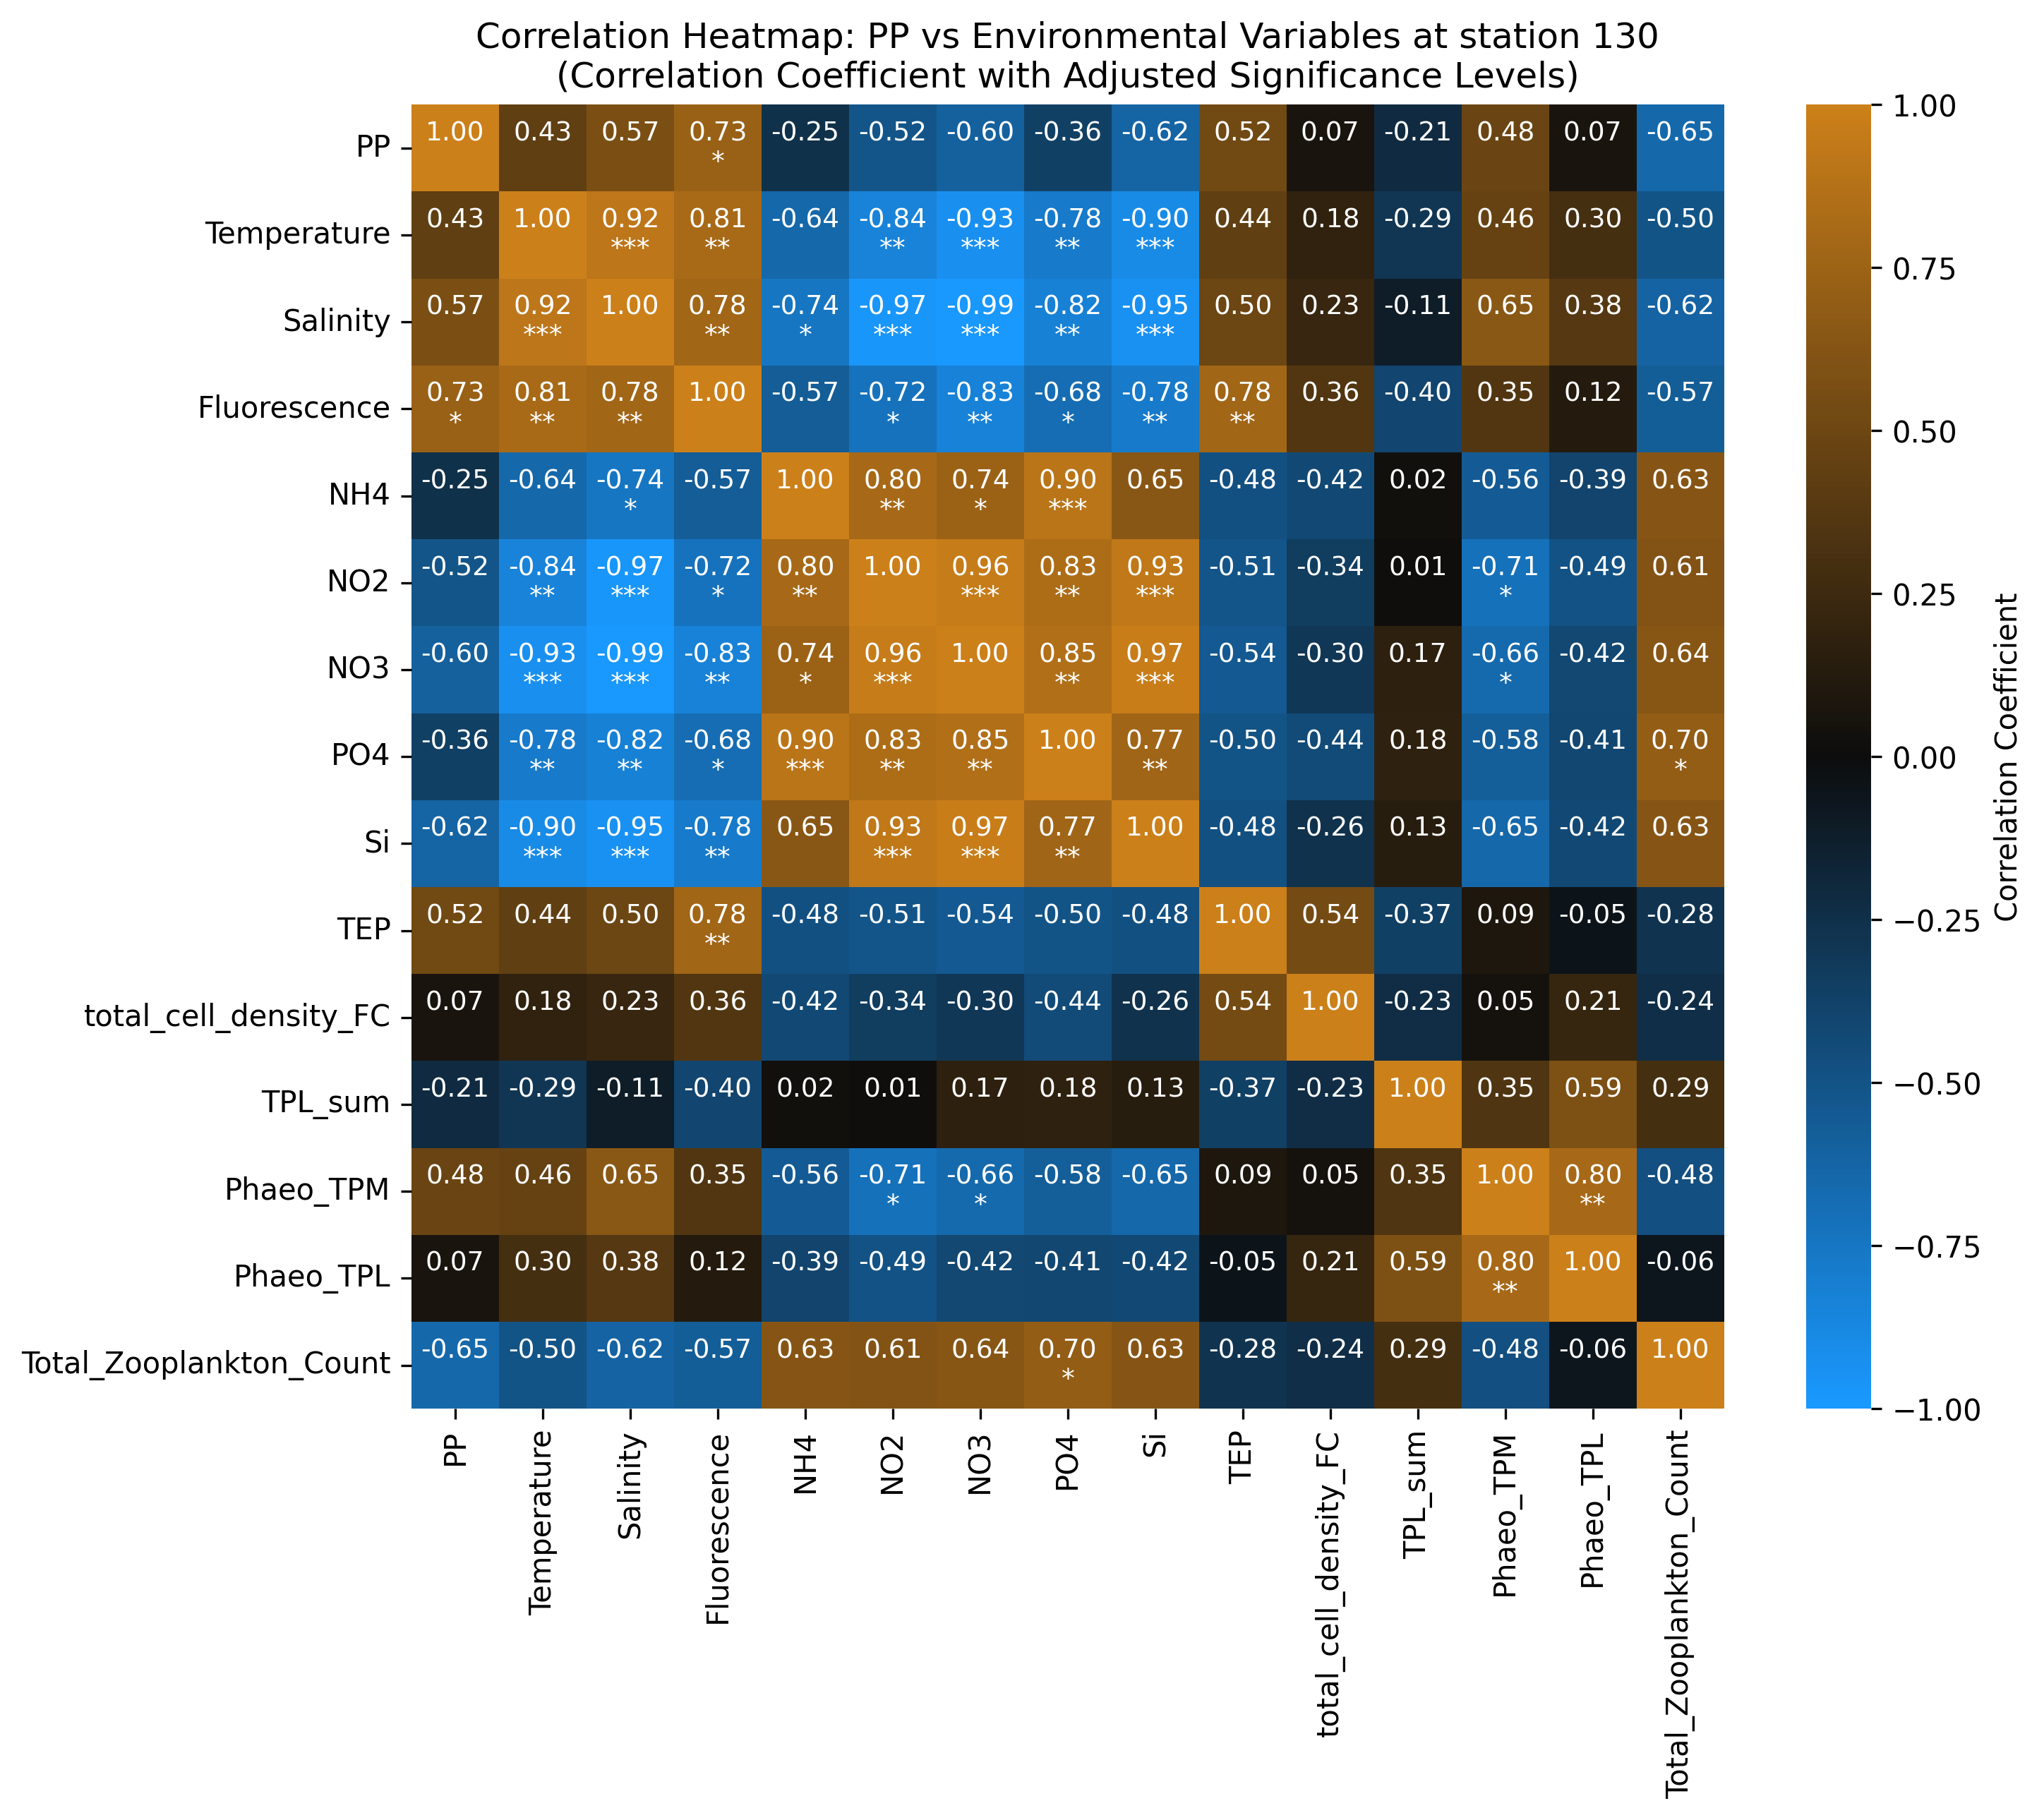 Correlation Heatmap: PP vs Environmental Variables at station 130
(Correlation Coefficient with Adjusted Significance Levels)
PP 1.00 0.43 0.57 0.73 -0.25 -0.52 -0.60 -0.36 -0.62 0.52 0.07 -0.21 0.48 0.07 -0.65
*
Temperature 0.43 1.00 0.92 0.81 -0.64 -0.84 -0.93 -0.78 -0.90 0.44 0.18 -0.29 0.46 0.30 -0.50
*** ** ** *** ** ***
Salinity 0.57 0.92 1.00 0.78 -0.74 -0.97 -0.99 -0.82 -0.95 0.50 0.23 -0.11 0.65 0.38 -0.62
*** ** * *** *** ** ***
Fluorescence 0.73 0.81 0.78 1.00 -0.57 -0.72 -0.83 -0.68 -0.78 0.78 0.36 -0.40 0.35 0.12 -0.57
* ** ** * ** * ** **
NH4 -0.25 -0.64 -0.74 -0.57 1.00 0.80 0.74 0.90 0.65 -0.48 -0.42 0.02 -0.56 -0.39 0.63
* ** * ***
NO2 -0.52 -0.84 -0.97 -0.72 0.80 1.00 0.96 0.83 0.93 -0.51 -0.34 0.01 -0.71 -0.49 0.61
** *** * ** *** ** *** *
NO3 -0.60 -0.93 -0.99 -0.83 0.74 0.96 1.00 0.85 0.97 -0.54 -0.30 0.17 -0.66 -0.42 0.64
*** *** ** * *** ** *** *
PO4 -0.36 -0.78 -0.82 -0.68 0.90 0.83 0.85 1.00 0.77 -0.50 -0.44 0.18 -0.58 -0.41 0.70
** ** * *** ** ** ** *
Si -0.62 -0.90 -0.95 -0.78 0.65 0.93 0.97 0.77 1.00 -0.48 -0.26 0.13 -0.65 -0.42 0.63
*** *** ** *** *** **
TEP 0.52 0.44 0.50 0.78 -0.48 -0.51 -0.54 -0.50 -0.48 1.00 0.54 -0.37 0.09 -0.05 -0.28
**
total_cell_density_FC 0.07 0.18 0.23 0.36 -0.42 -0.34 -0.30 -0.44 -0.26 0.54 1.00 -0.23 0.05 0.21 -0.24
TPL_sum -0.21 -0.29 -0.11 -0.40 0.02 0.01 0.17 0.18 0.13 -0.37 -0.23 1.00 0.35 0.59 0.29
Phaeo_TPM 0.48 0.46 0.65 0.35 -0.56 -0.71 -0.66 -0.58 -0.65 0.09 0.05 0.35 1.00 0.80 -0.48
* * **
Phaeo_TPL 0.07 0.30 0.38 0.12 -0.39 -0.49 -0.42 -0.41 -0.42 -0.05 0.21 0.59 0.80 1.00 -0.06
**
Total_Zooplankton_Count -0.65 -0.50 -0.62 -0.57 0.63 0.61 0.64 0.70 0.63 -0.28 -0.24 0.29 -0.48 -0.06 1.00
*
PP
Temperature
Salinity
Fluorescence
NH4
NO2
NO3
PO4
Si
TEP
total_cell_density_FC
TPL_sum
Phaeo_TPM
Phaeo_TPL
Total_Zooplankton_Count
1.00
0.75
0.50
0.25
0.00
−0.25
−0.50
−0.75
−1.00
Correlation Coefficient